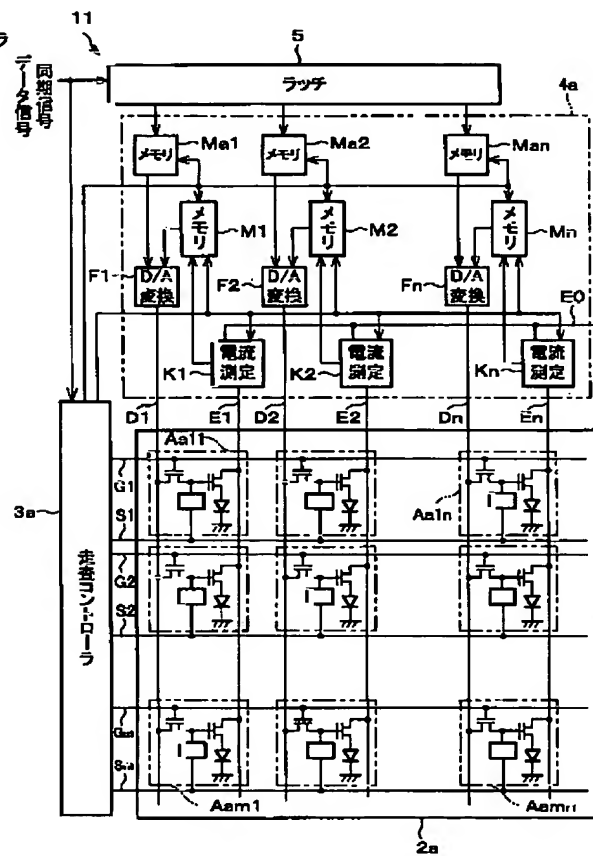 ラ
11
同期信号
データ信号
5
ラッチ
4a
メモリ
Ma1
メモリ
Ma2
メモリ
Man
メモリ
M1
メモリ
M2
メモリ
Mn
F1
D/A
変換
F2
D/A
変換
Fn
D/A
変換
E0
K1
電流
測定
K2
電流
測定
Kn
電流
測定
D1
E1
D2
E2
Dn
En
Aa11
Aa1n
3a
走査コントローラ
G1
S1
G2
S2
Gm
Sm
Aam1
Aamn
2a